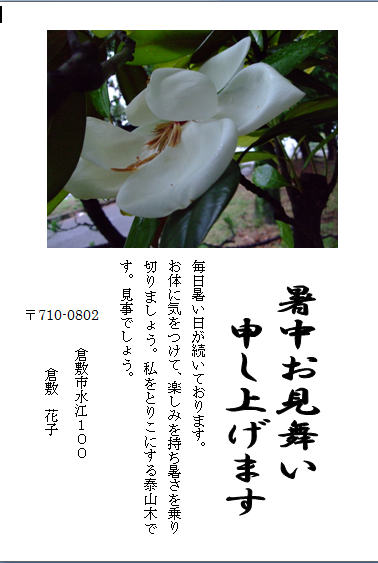 暑中お見舞い
申し上げます
毎日暑い日が続いております。
お体に気をつけて、楽しみを持ち暑さを乗り
切りましょう。私をとりこにする泰山木で
す。見事でしょう。
〒710-0802
倉敷市水江１００
倉敷　花子